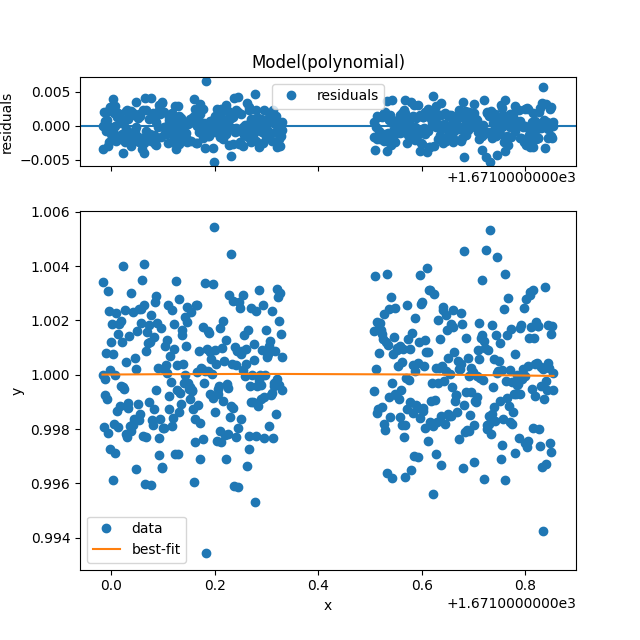 Model(polynomial)
residuals
0.005
0.000
−0.005
residuals
+1.6710000000e3
1.006
1.004
1.002
1.000
0.998
0.996
0.994
y
data
best-fit
0.0 0.2 0.4 0.6 0.8
x
+1.6710000000e3